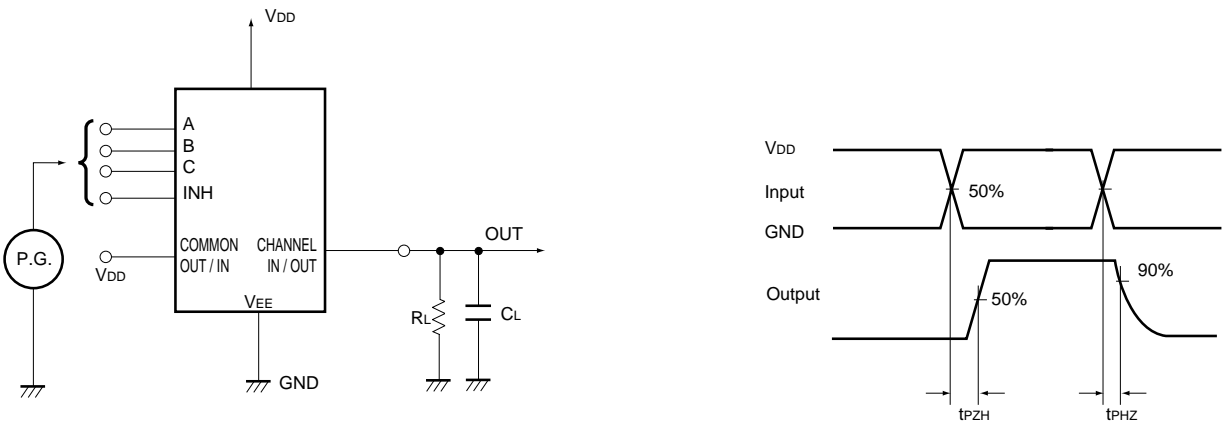 VDD
A
B
C
INH
P.G.
VDD
COMMON
OUT / IN
CHANNEL
IN / OUT
OUT
VEE
RL
CL
GND
VDD
Input
50%
GND
Output
50%
90%
tPZH
tPHZ